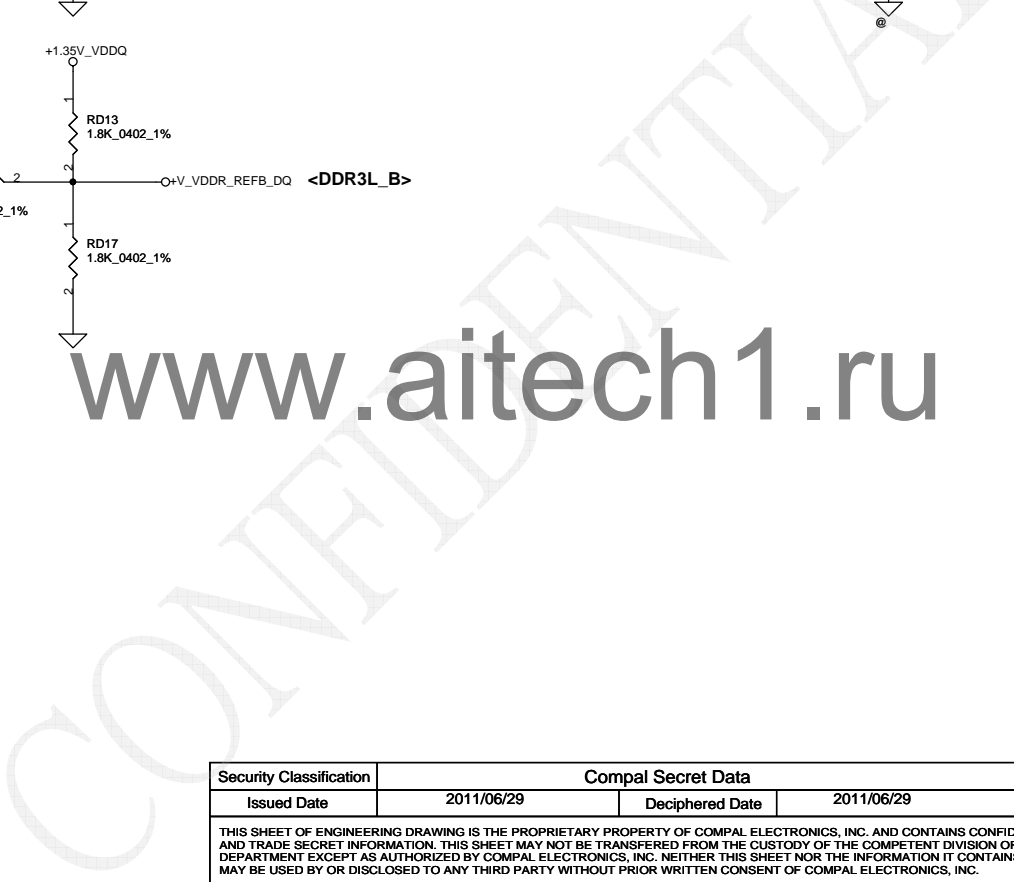 @
+1.35V_VDDQ
1
RD13
1.8K_0402_1%
2
2
+V_VDDR_REFB_DQ <DDR3L_B>
2_1%
1
RD17
1.8K_0402_1%
2
www.aitech1.ru
CONFIDENTIAL
Security Classification Compal Secret Data
Issued Date 2011/06/29 Deciphered Date 2011/06/29
THIS SHEET OF ENGINEERING DRAWING IS THE PROPRIETARY PROPERTY OF COMPAL ELECTRONICS, INC. AND CONTAINS CONFID
AND TRADE SECRET INFORMATION. THIS SHEET MAY NOT BE TRANSFERED FROM THE CUSTODY OF THE COMPETENT DIVISION OF
DEPARTMENT EXCEPT AS AUTHORIZED BY COMPAL ELECTRONICS, INC. NEITHER THIS SHEET NOR THE INFORMATION IT CONTAINS
MAY BE USED BY OR DISCLOSED TO ANY THIRD PARTY WITHOUT PRIOR WRITTEN CONSENT OF COMPAL ELECTRONICS, INC.